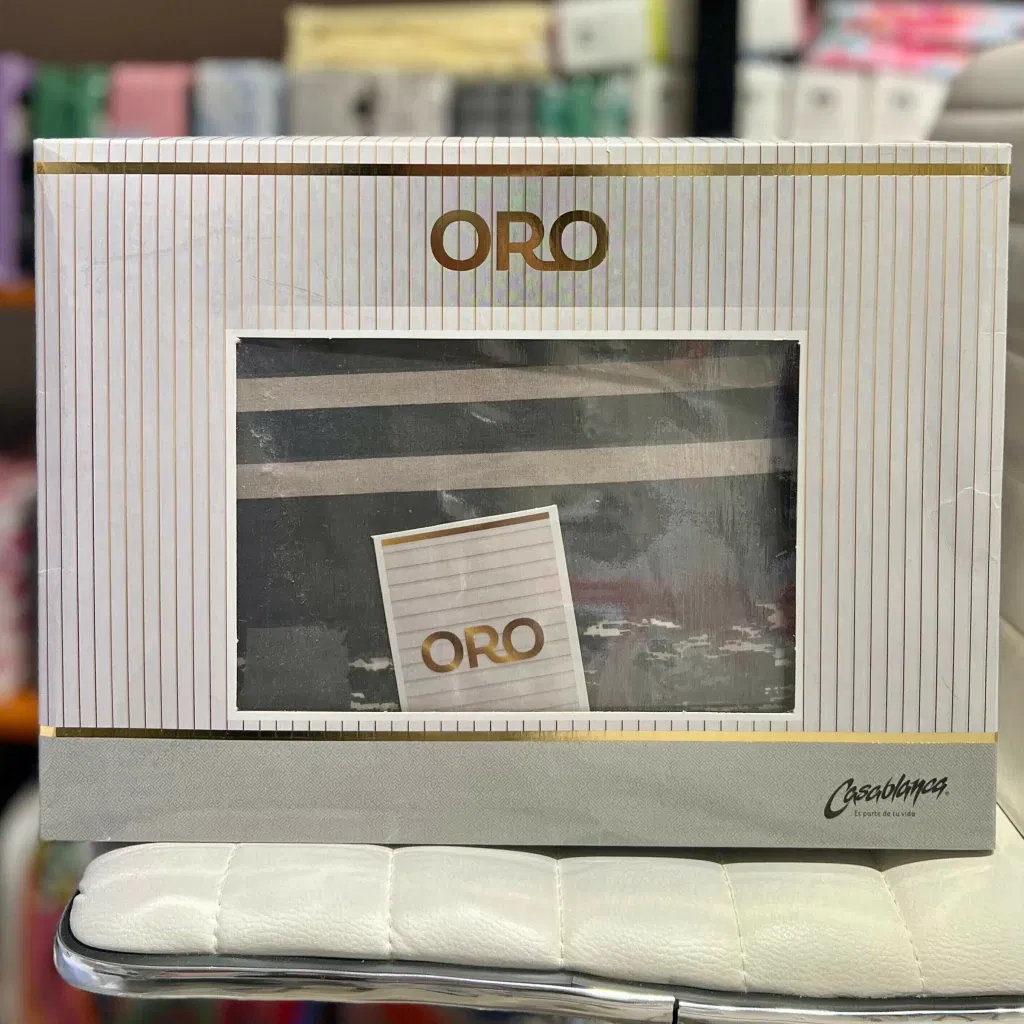 ORO
ORO
Casablanca
Es parte de tu vida